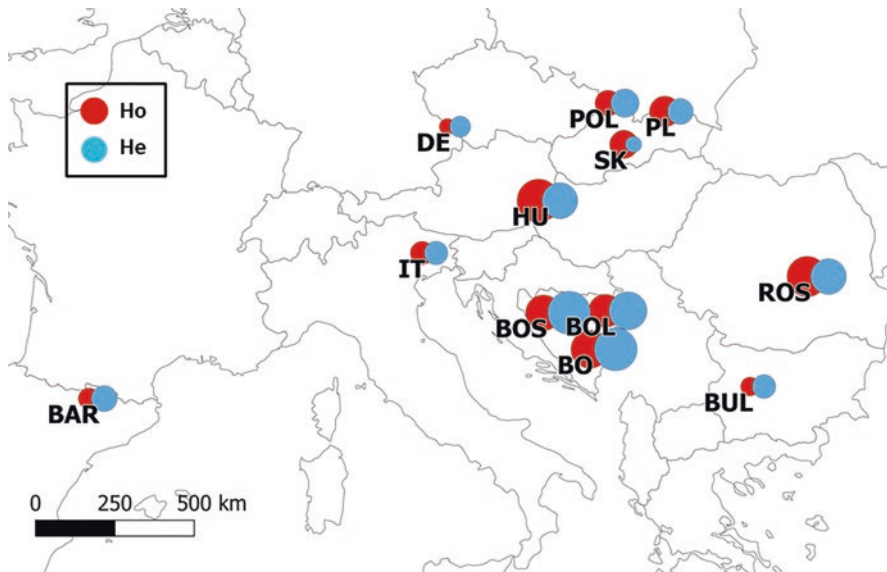 Ho
He
DE
POL
PL
SK
HU
IT
ROS
BOS
BOL
BO
BUL
BAR
0 250 500 km